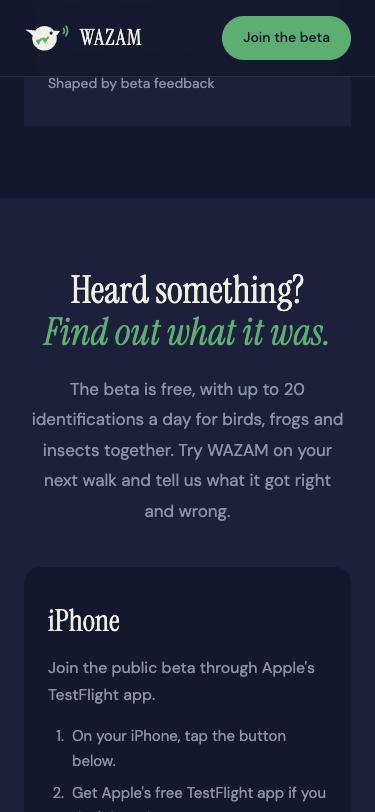 WAZAM
Join the beta
Shaped by beta feedback
Heard something?
Find out what it was.
The beta is free, with up to 20
identifications a day for birds, frogs and
insects together. Try WAZAM on your
next walk and tell us what it got right
and wrong.
iPhone
Join the public beta through Apple's
TestFlight app.
1. On your iPhone, tap the button
below.
2. Get Apple's free TestFlight app if you